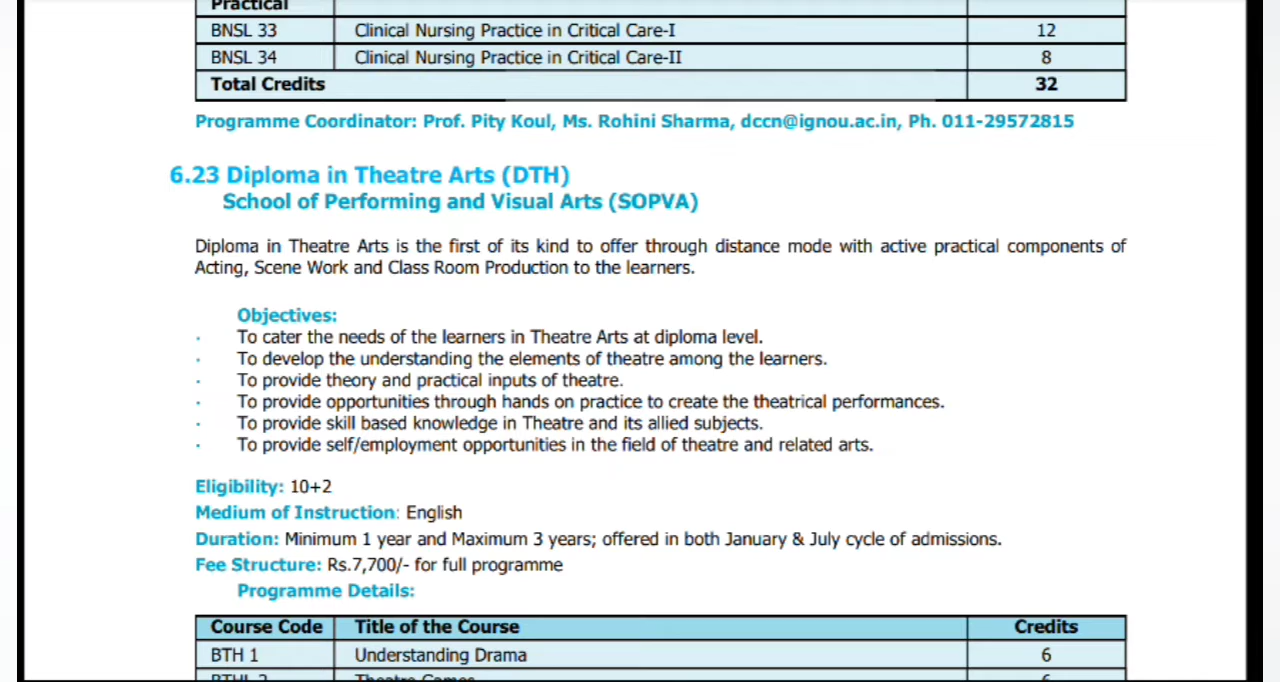 Practical
BNSL 33 Clinical Nursing Practice in Critical Care-I 12
BNSL 34 Clinical Nursing Practice in Critical Care-II 8
Total Credits 32
Programme Coordinator: Prof. Pity Koul, Ms. Rohini Sharma, dccn@ignou.ac.in, Ph. 011-29572815
6.23 Diploma in Theatre Arts (DTH)
School of Performing and Visual Arts (SOPVA)
Diploma in Theatre Arts is the first of its kind to offer through distance mode with active practical components of
Acting, Scene Work and Class Room Production to the learners.
Objectives:
· To cater the needs of the learners in Theatre Arts at diploma level.
· To develop the understanding the elements of theatre among the learners.
· To provide theory and practical inputs of theatre.
· To provide opportunities through hands on practice to create the theatrical performances.
· To provide skill based knowledge in Theatre and its allied subjects.
· To provide self/employment opportunities in the field of theatre and related arts.
Eligibility: 10+2
Medium of Instruction: English
Duration: Minimum 1 year and Maximum 3 years; offered in both January & July cycle of admissions.
Fee Structure: Rs.7,700/- for full programme
Programme Details:
Course Code Title of the Course Credits
BTH 1 Understanding Drama 6
Theatre Games